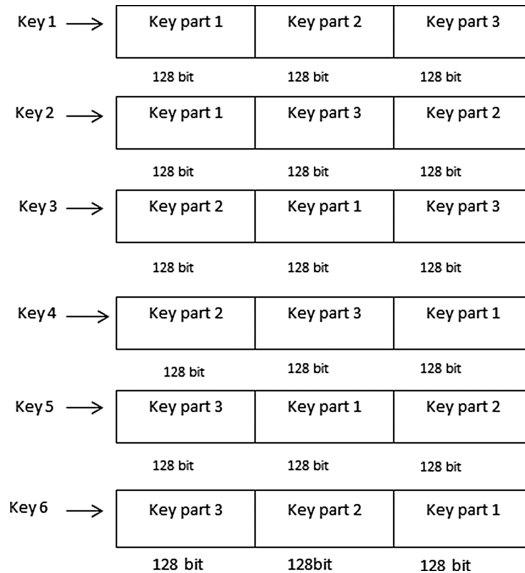 Key 1 Key part 1 Key part 2 Key part 3
128 bit 128 bit 128 bit
Key 2 Key part 1 Key part 3 Key part 2
128 bit 128 bit 128 bit
Key 3 Key part 2 Key part 1 Key part 3
128 bit 128 bit 128 bit
Key 4 Key part 2 Key part 3 Key part 1
128 bit 128 bit 128 bit
Key 5 Key part 3 Key part 1 Key part 2
128 bit 128 bit 128 bit
Key 6 Key part 3 Key part 2 Key part 1
128 bit 128bit 128 bit